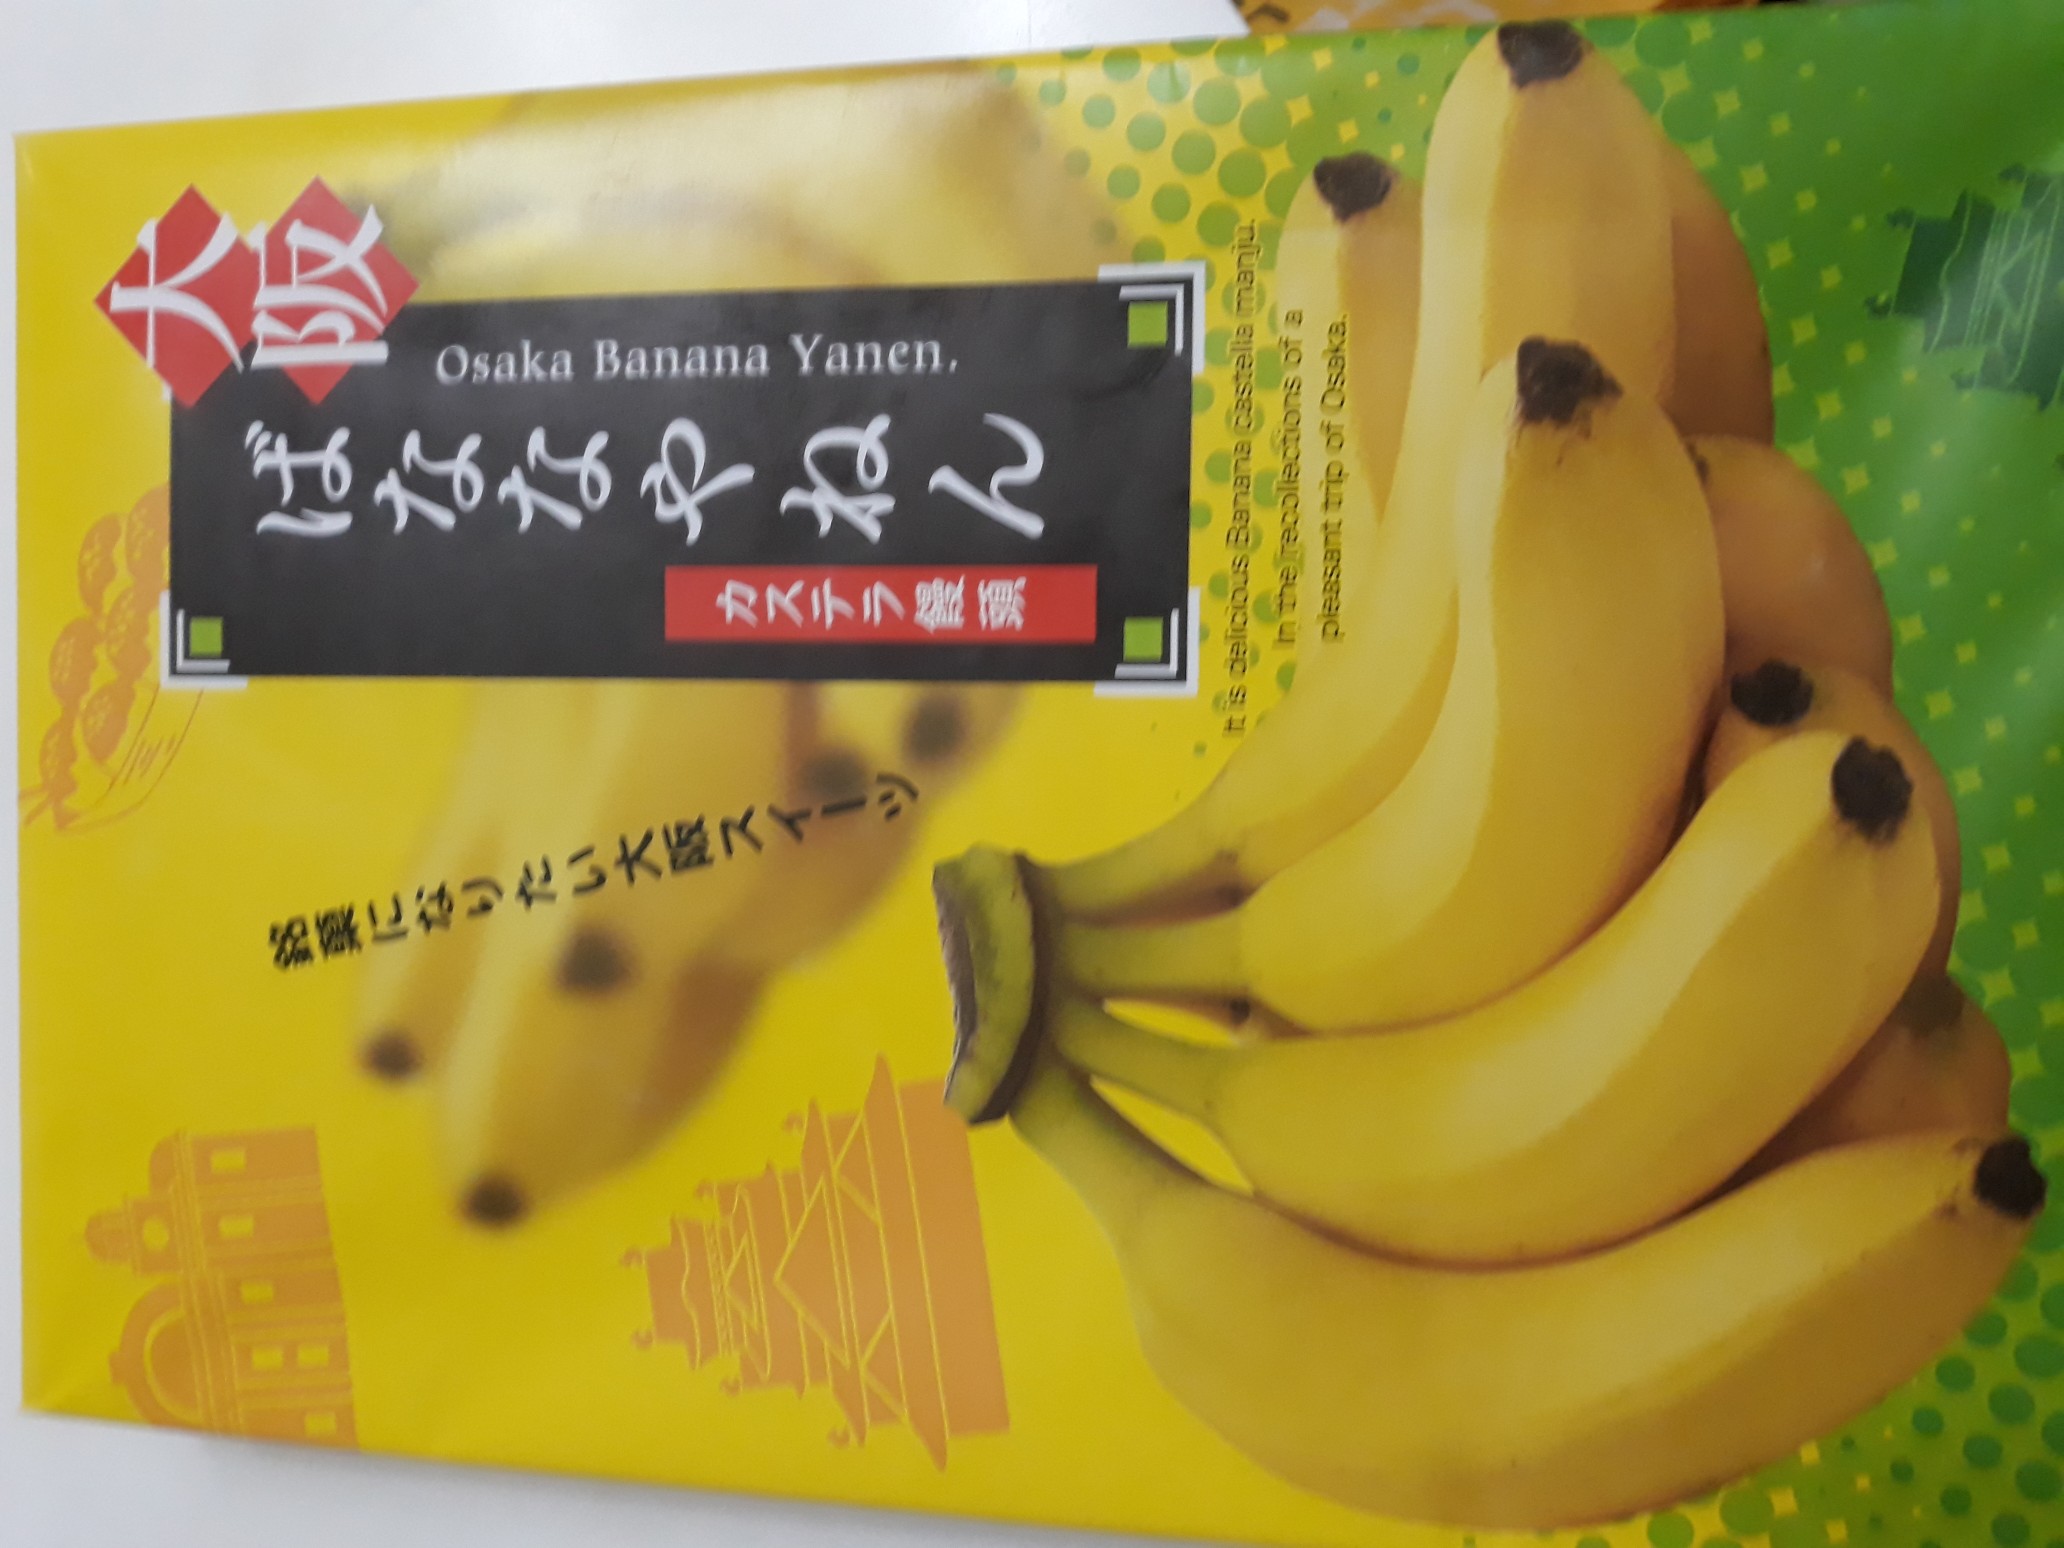 大阪
Osaka Banana Yanen.
ばななやねん
カステラ饅頭
It is delicious Banana castella manju.
In the recollections of a
pleasant trip of Osaka.
銘菓になりたい大阪スイーツ